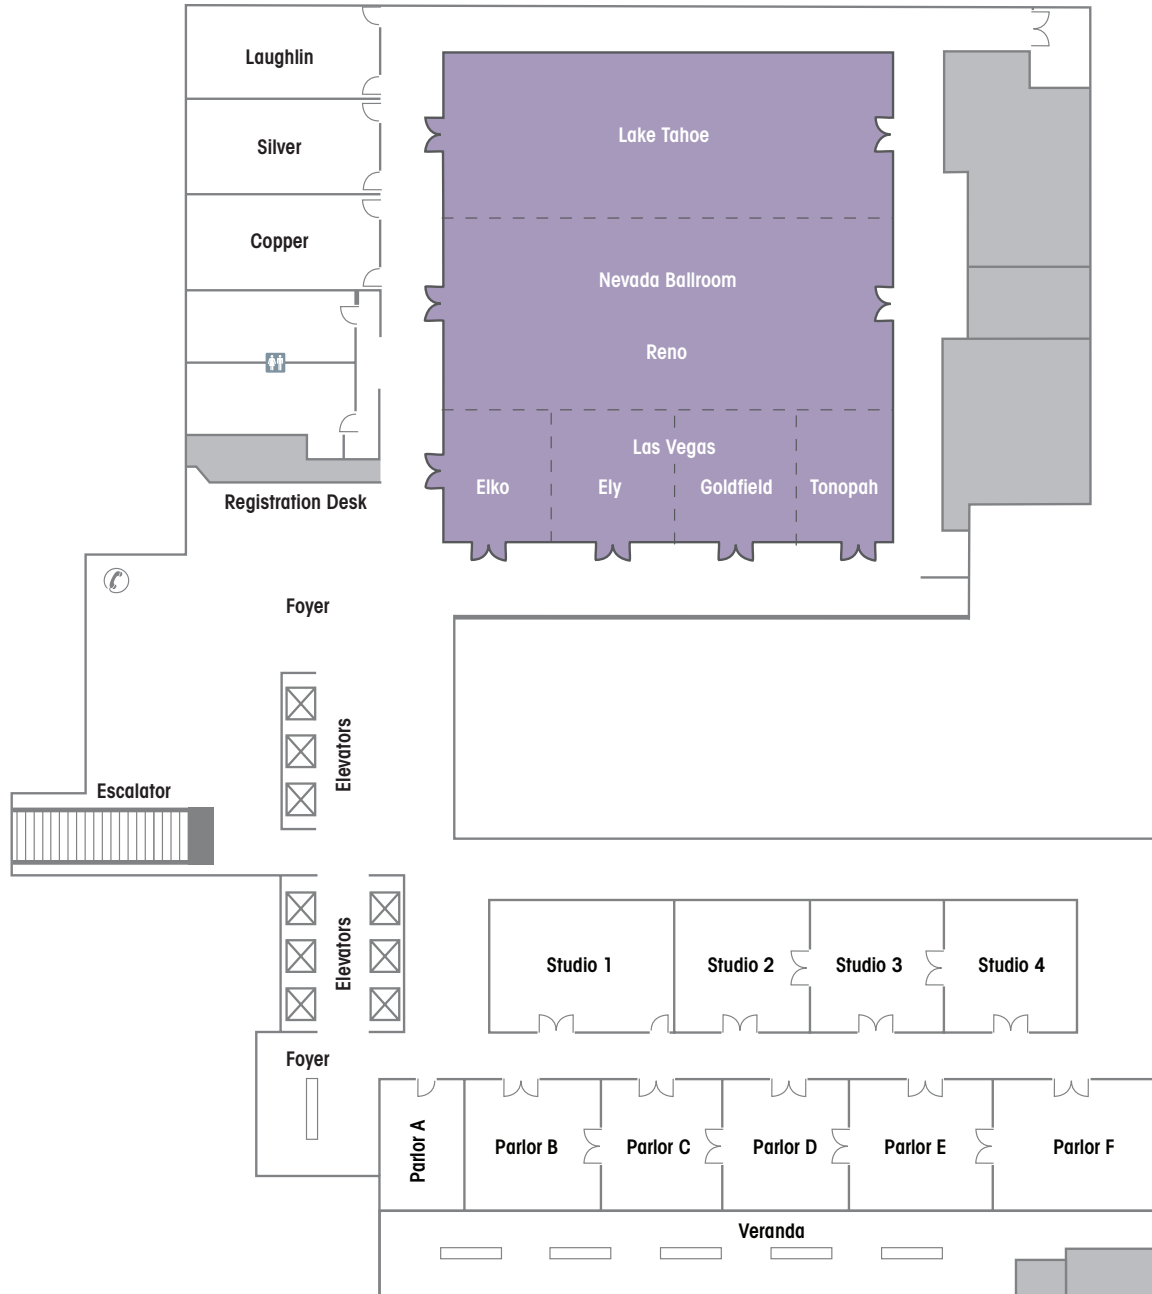 Laughlin
Lake Tahoe
Silver
Copper
Nevada Ballroom
Reno
Las Vegas
Elko
Ely
Goldfield
Tonopah
Registration Desk
Foyer
Elevators
Escalator
Elevators
Studio 1
Studio 2
Studio 3
Studio 4
Foyer
Parlor A
Parlor B
Parlor C
Parlor D
Parlor E
Parlor F
Veranda